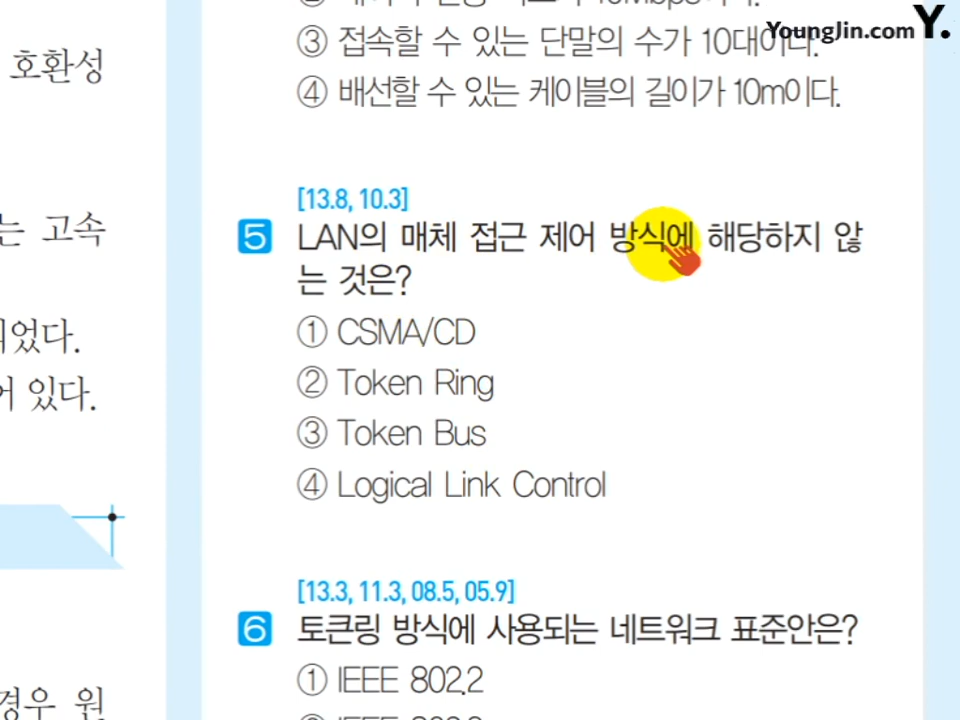 YoungJin.com Y.
호환성
는 고속
되었다.
어 있다.
경우 원
③ 접속할 수 있는 단말의 수가 10대이다.
④ 배선할 수 있는 케이블의 길이가 10m이다.
[13.8, 10.3]
5 LAN의 매체 접근 제어 방식에 해당하지 않
는 것은?
① CSMA/CD
② Token Ring
③ Token Bus
④ Logical Link Control
[13.3, 11.3, 08.5, 05.9]
6 토큰링 방식에 사용되는 네트워크 표준안은?
① IEEE 802.2